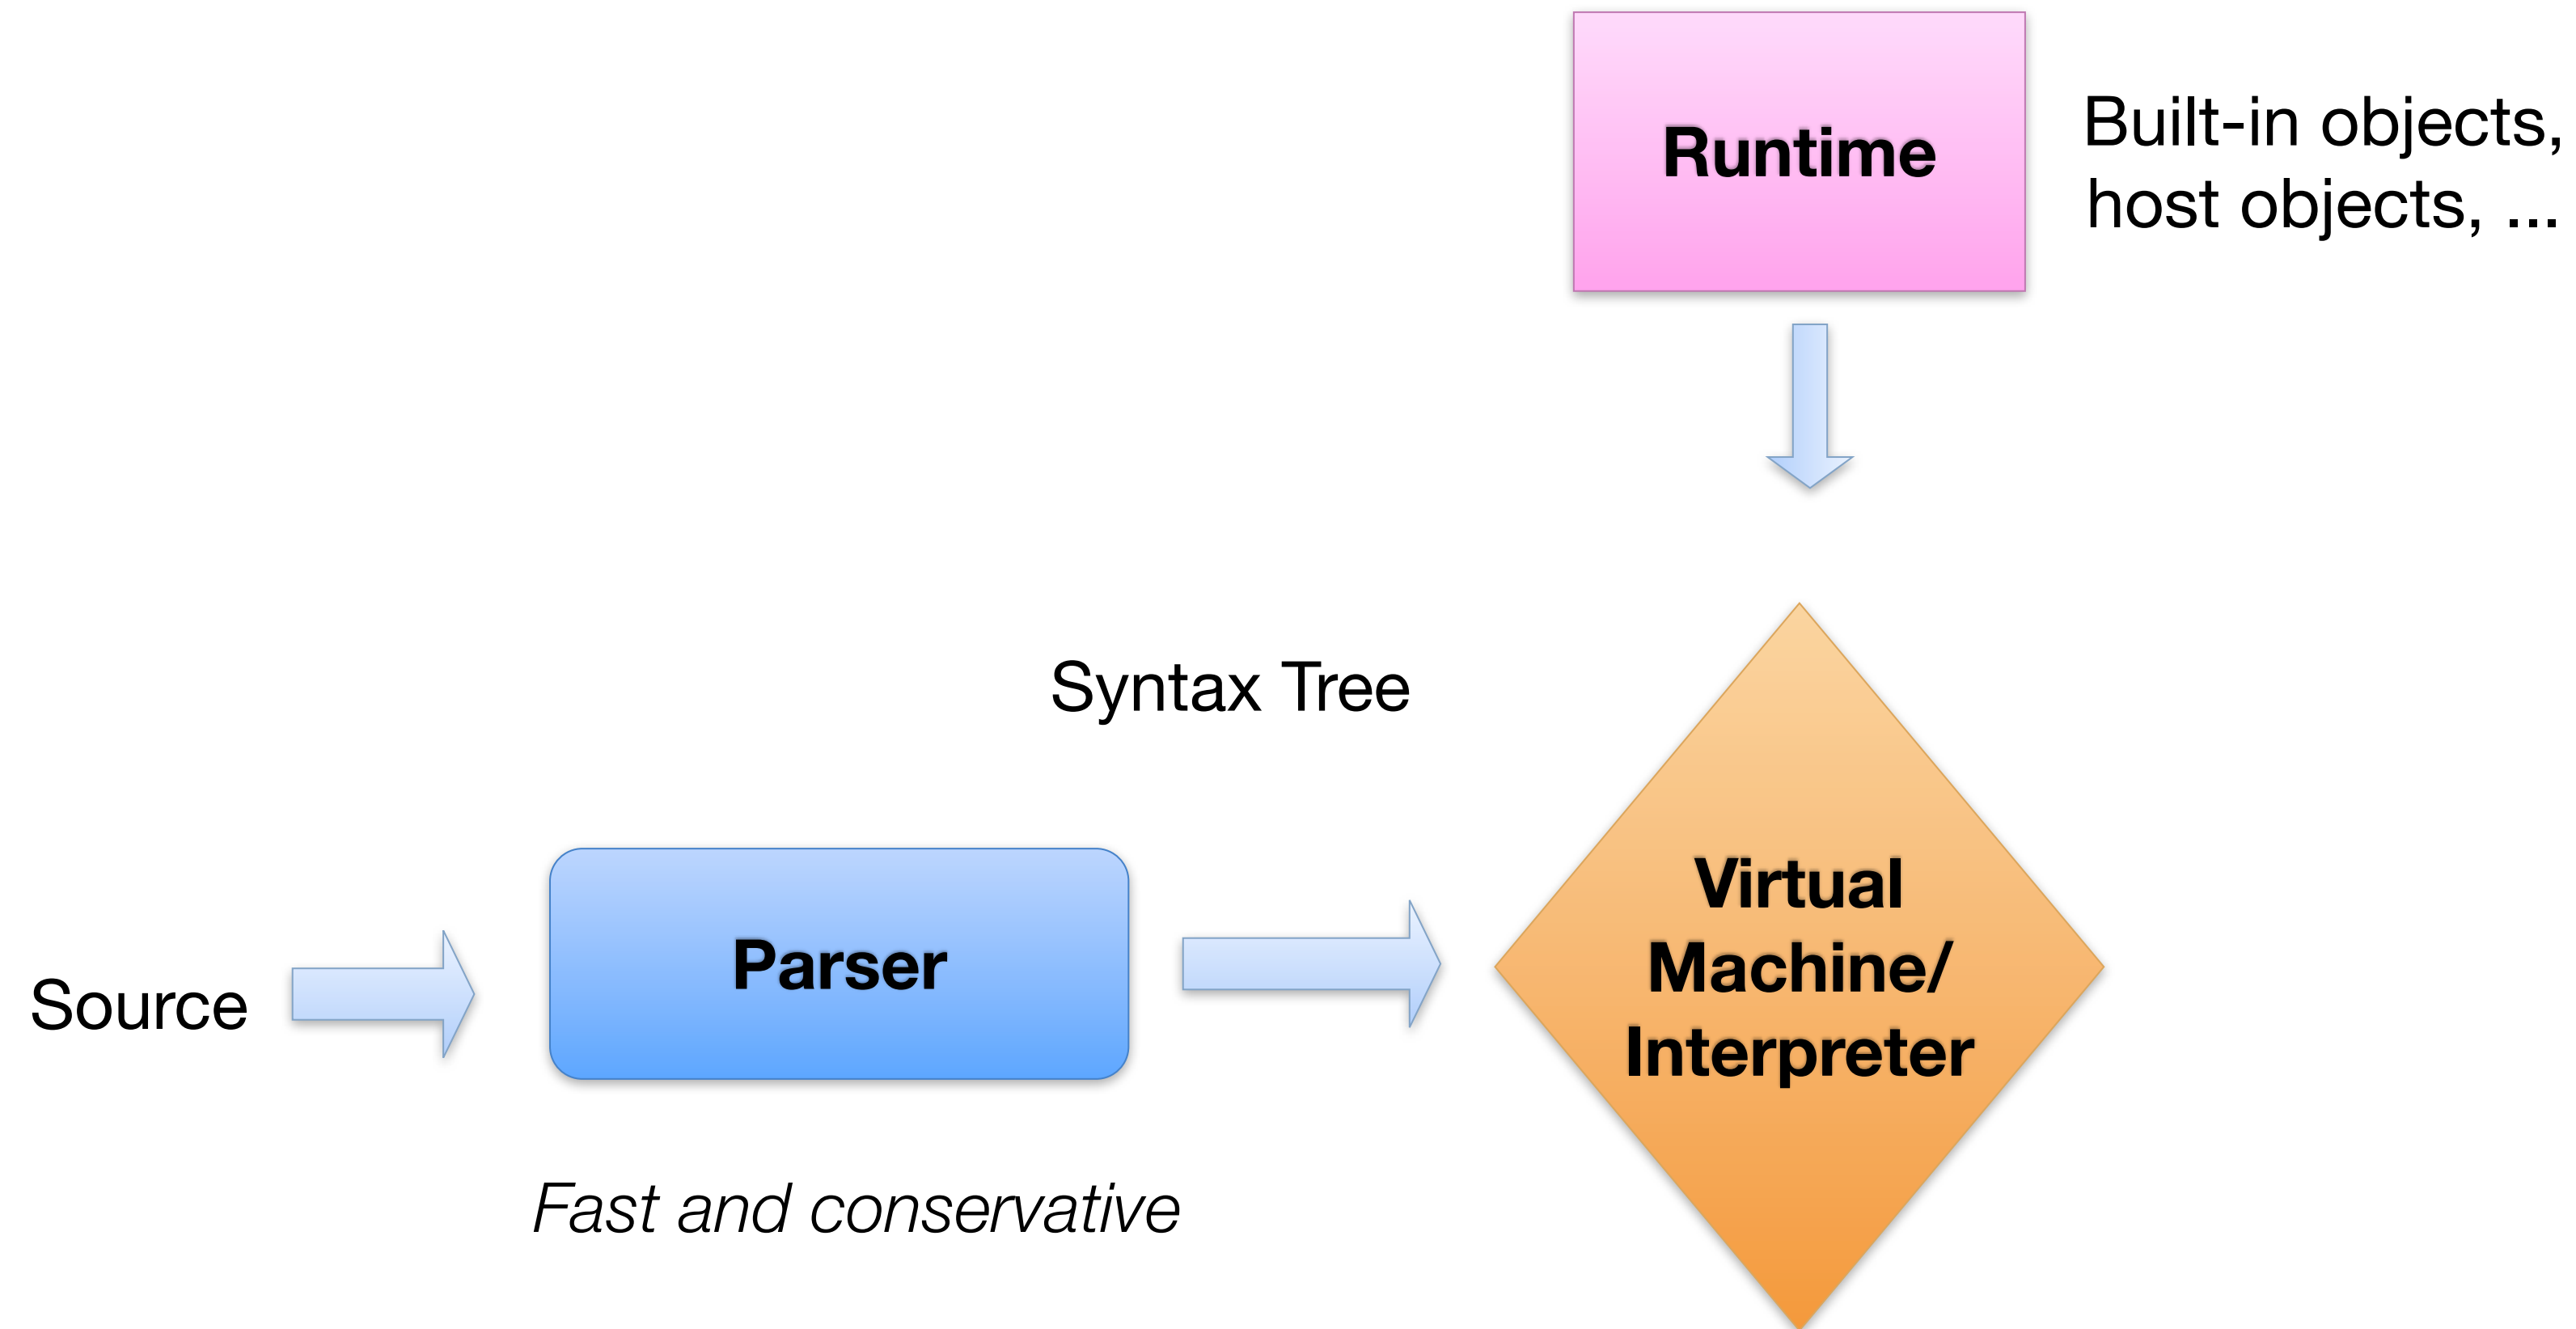 Runtime
Built-in objects,
host objects, ...
Syntax Tree
Source
Parser
Virtual
Machine/
Interpreter
Fast and conservative